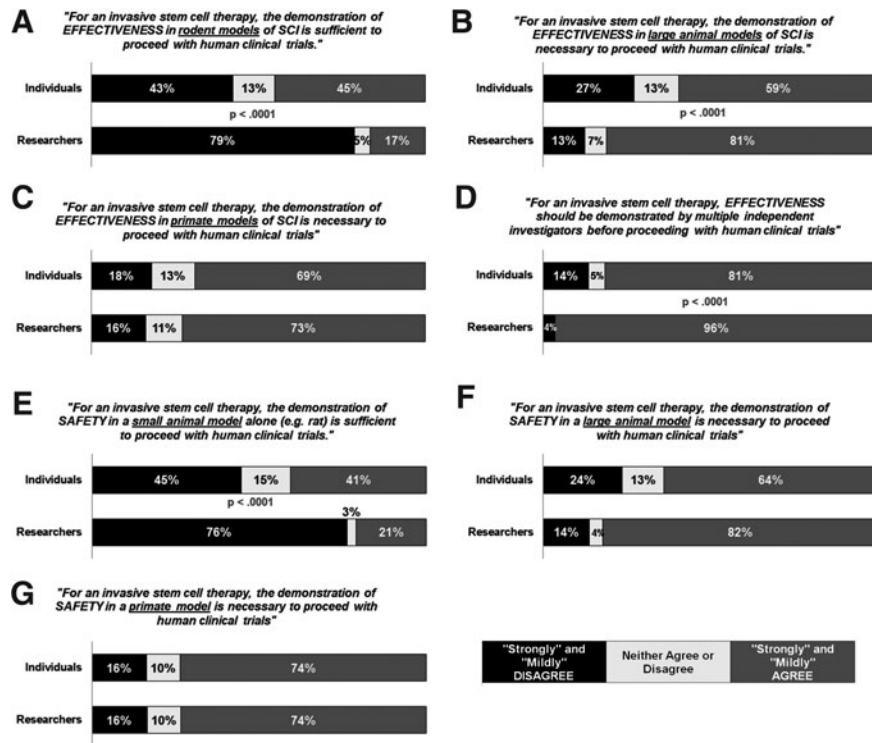 A
"For an invasive stem cell therapy, the demonstration of
EFFECTIVENESS in rodent models of SCI is sufficient to
proceed with human clinical trials."
Individuals
43%
13%
45%
p < .0001
Researchers
79%
5%
17%
B
"For an invasive stem cell therapy, the demonstration of
EFFECTIVENESS in large animal models of SCI is
necessary to proceed with human clinical trials."
Individuals
27%
13%
59%
p < .0001
Researchers
13%
7%
81%
C
"For an invasive stem cell therapy, the demonstration of
EFFECTIVENESS in primate models of SCI is necessary to
proceed with human clinical trials"
Individuals
18%
13%
69%
Researchers
16%
11%
73%
D
"For an invasive stem cell therapy, EFFECTIVENESS
should be demonstrated by multiple independent
investigators before proceeding with human clinical trials"
Individuals
14%
5%
81%
p < .0001
Researchers
4%
96%
E
"For an invasive stem cell therapy, the demonstration of
SAFETY in a small animal model alone (e.g. rat) is sufficient
to proceed with human clinical trials."
Individuals
45%
15%
41%
p < .0001
3%
Researchers
76%
21%
F
"For an invasive stem cell therapy, the demonstration of
SAFETY in a large animal model is necessary to proceed
with human clinical trials"
Individuals
24%
13%
64%
Researchers
14%
4%
82%
G
"For an invasive stem cell therapy, the demonstration of
SAFETY in a primate model is necessary to proceed with
human clinical trials"
Individuals
16%
10%
74%
Researchers
16%
10%
74%
"Strongly" and
"Mildly"
DISAGREE
Neither Agree or
Disagree
"Strongly" and
"Mildly"
AGREE